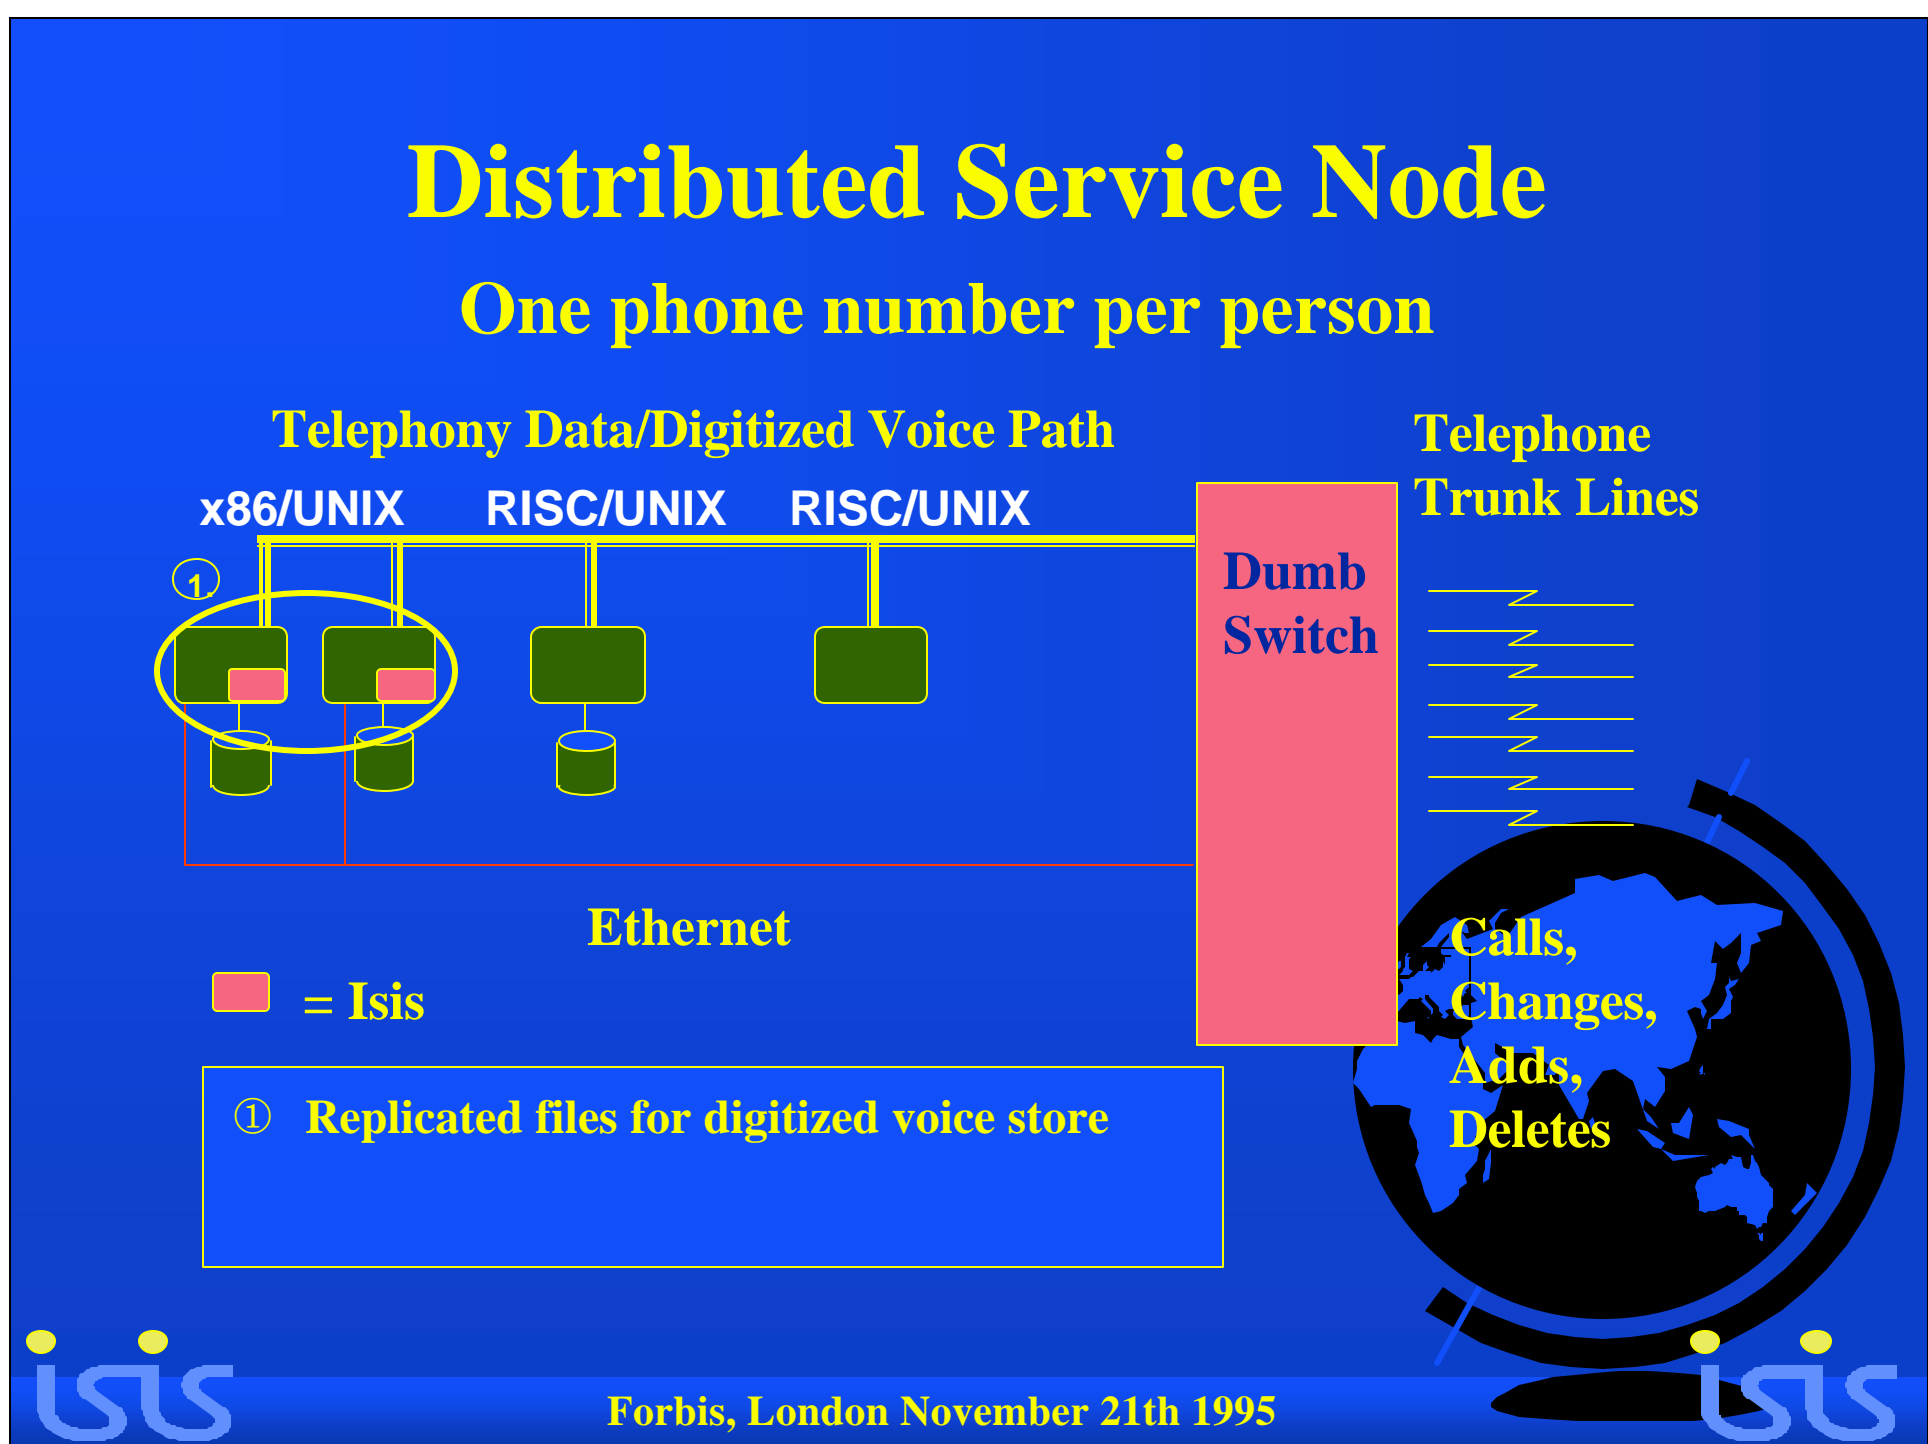 Distributed Service Node
One phone number per person
Telephony Data/Digitized Voice Path
Telephone
Trunk Lines
x86/UNIX
RISC/UNIX
RISC/UNIX
1.
Dumb
Switch
Ethernet
= Isis
Calls,
Changes,
Adds,
Deletes
① Replicated files for digitized voice store
isis
Forbis, London November 21th 1995
isis